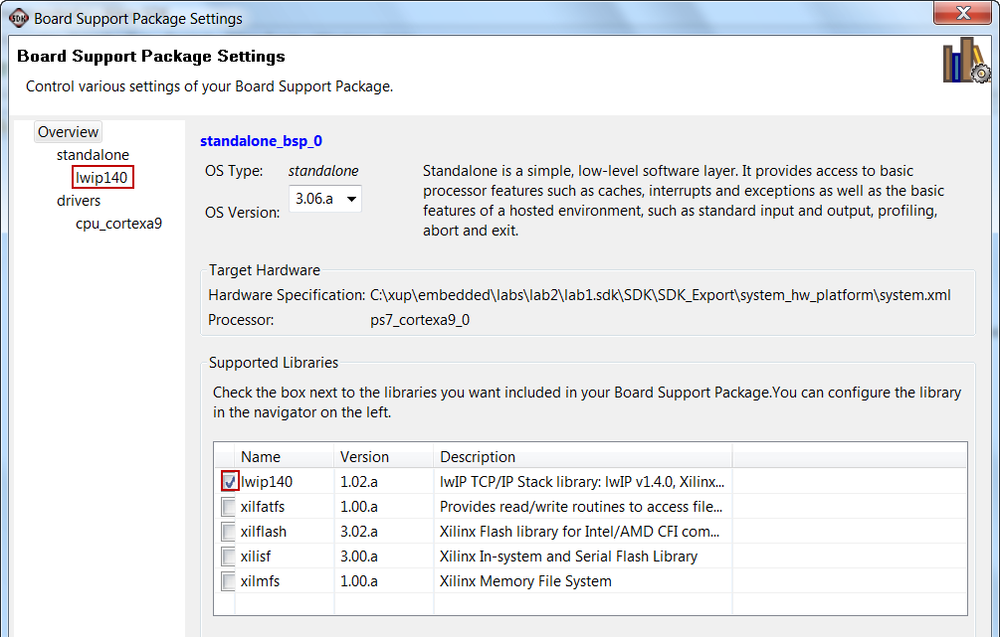 SDK Board Support Package Settings
Board Support Package Settings
Control various settings of your Board Support Package.
Overview
standalone
lwip140
drivers
cpu_cortexa9
standalone_bsp_0
OS Type: standalone
OS Version: 3.06.a
Standalone is a simple, low-level software layer. It provides access to basic
processor features such as caches, interrupts and exceptions as well as the basic
features of a hosted environment, such as standard input and output, profiling,
abort and exit.
Target Hardware
Hardware Specification: C:\xup\embedded\labs\lab2\lab1.sdk\SDK\SDK_Export\system_hw_platform\system.xml
Processor: ps7_cortexa9_0
Supported Libraries
Check the box next to the libraries you want included in your Board Support Package.You can configure the library
in the navigator on the left.
Name Version Description
lwip140 1.02.a lwIP TCP/IP Stack library: lwIP v1.4.0, Xilinx...
xilfatfs 1.00.a Provides read/write routines to access file...
xilflash 3.02.a Xilinx Flash library for Intel/AMD CFI com...
xilisf 3.00.a Xilinx In-system and Serial Flash Library
xilmfs 1.00.a Xilinx Memory File System